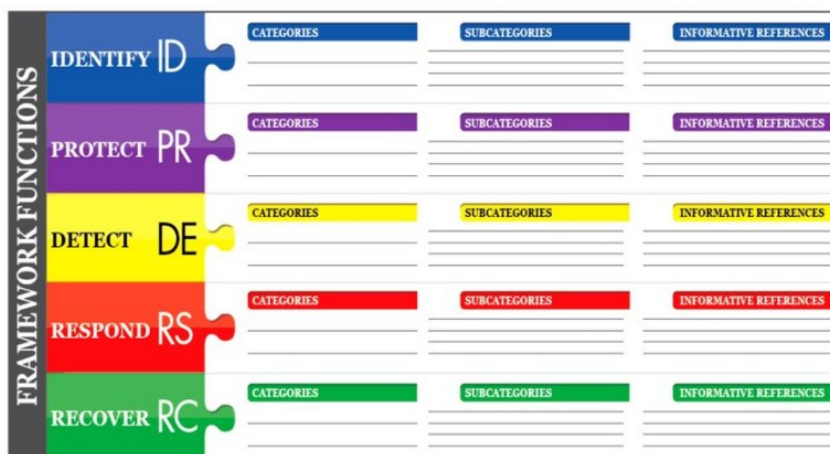 FRAMEWORK FUNCTIONS
IDENTIFY ID
CATEGORIES
SUBCATEGORIES
INFORMATIVE REFERENCES
PROTECT PR
CATEGORIES
SUBCATEGORIES
INFORMATIVE REFERENCES
DETECT DE
CATEGORIES
SUBCATEGORIES
INFORMATIVE REFERENCES
RESPOND RS
CATEGORIES
SUBCATEGORIES
INFORMATIVE REFERENCES
RECOVER RC
CATEGORIES
SUBCATEGORIES
INFORMATIVE REFERENCES